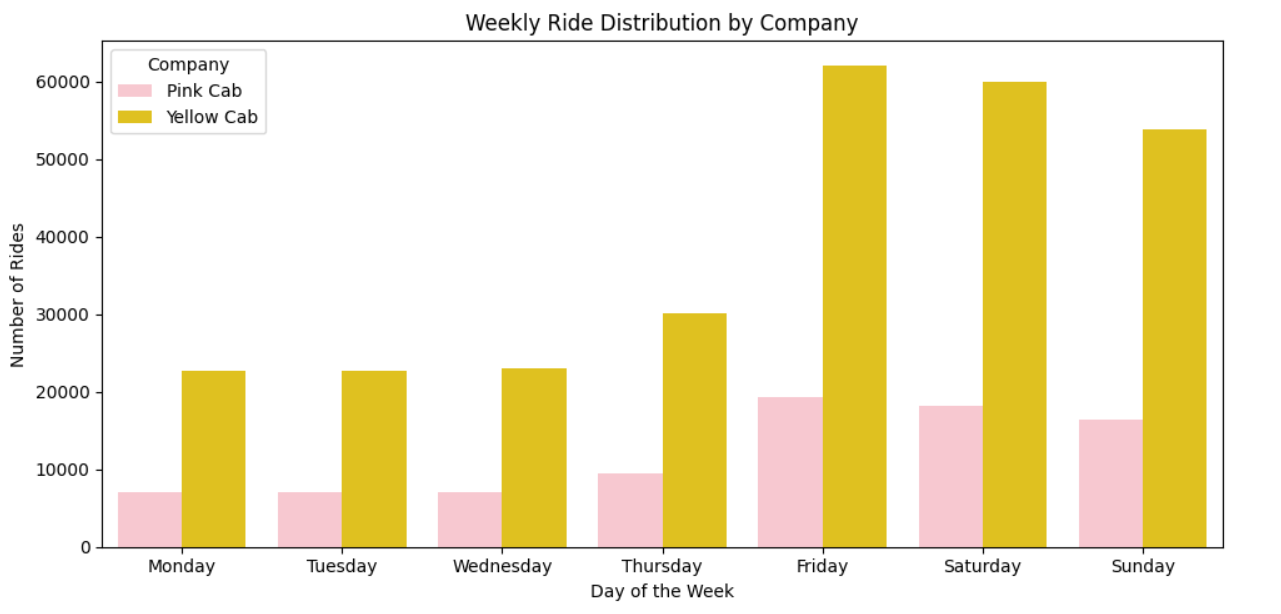 Weekly Ride Distribution by Company
Company
Pink Cab
Yellow Cab
Number of Rides
60000
50000
40000
30000
20000
10000
0
Monday Tuesday Wednesday Thursday Friday Saturday Sunday
Day of the Week